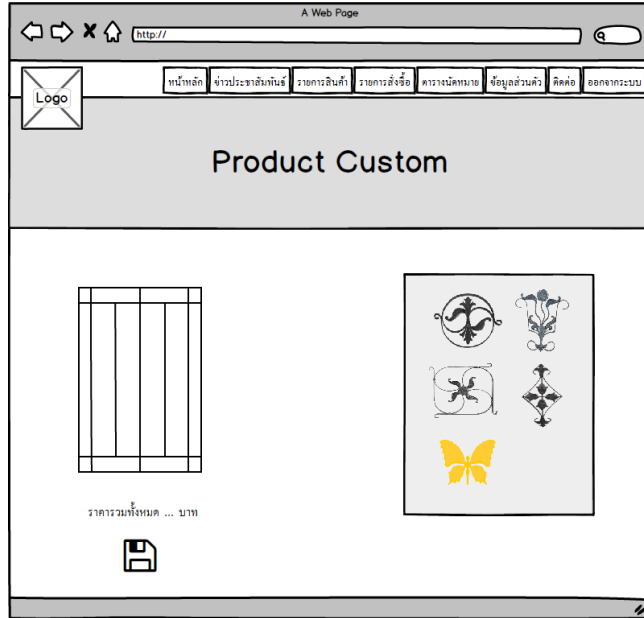 A Web Page
http://
Logo
หน้าหลัก ข่าวประชาสัมพันธ์ รายการสินค้า รายการสั่งซื้อ ตารางนัดหมาย ข้อมูลส่วนตัว ติดต่อ ออกจากระบบ
Product Custom
ราคารวมทั้งหมด ... บาท